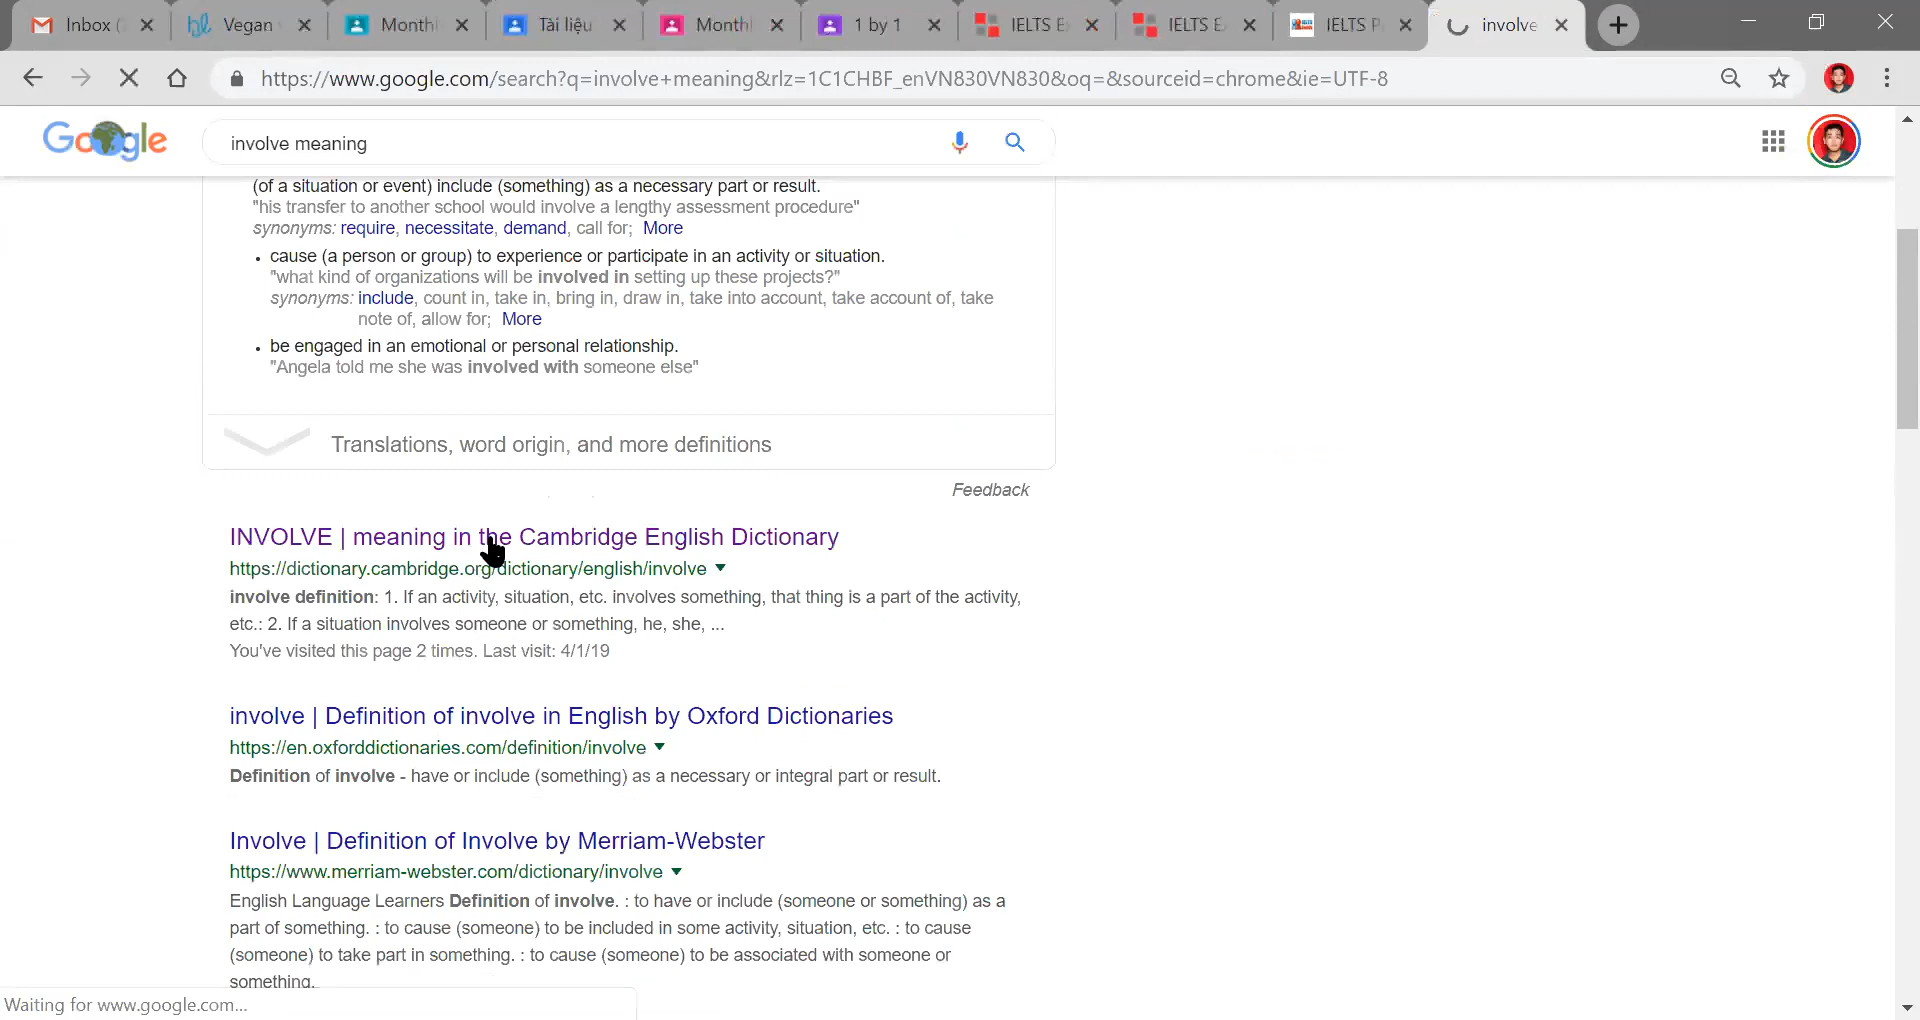 Inbox (
Vegan
Month
Tài liệu
Month
1 by 1
IELTS E
IELTS E
IELTS P
involve
https://www.google.com/search?q=involve+meaning&rlz=1C1CHBF_enVN830VN830&oq=&sourceid=chrome&ie=UTF-8
Google
involve meaning
(of a situation or event) include (something) as a necessary part or result.
"his transfer to another school would involve a lengthy assessment procedure"
synonyms: require, necessitate, demand, call for; More
• cause (a person or group) to experience or participate in an activity or situation.
"what kind of organizations will be involved in setting up these projects?"
synonyms: include, count in, take in, bring in, draw in, take into account, take account of, take
note of, allow for; More
• be engaged in an emotional or personal relationship.
"Angela told me she was involved with someone else"
Translations, word origin, and more definitions
Feedback
INVOLVE | meaning in the Cambridge English Dictionary
https://dictionary.cambridge.org/dictionary/english/involve
involve definition: 1. If an activity, situation, etc. involves something, that thing is a part of the activity,
etc.: 2. If a situation involves someone or something, he, she, ...
You've visited this page 2 times. Last visit: 4/1/19
involve | Definition of involve in English by Oxford Dictionaries
https://en.oxforddictionaries.com/definition/involve
Definition of involve - have or include (something) as a necessary or integral part or result.
Involve | Definition of Involve by Merriam-Webster
https://www.merriam-webster.com/dictionary/involve
English Language Learners Definition of involve. : to have or include (someone or something) as a
part of something. : to cause (someone) to be included in some activity, situation, etc. : to cause
(someone) to take part in something. : to cause (someone) to be associated with someone or
something.
Waiting for www.google.com...